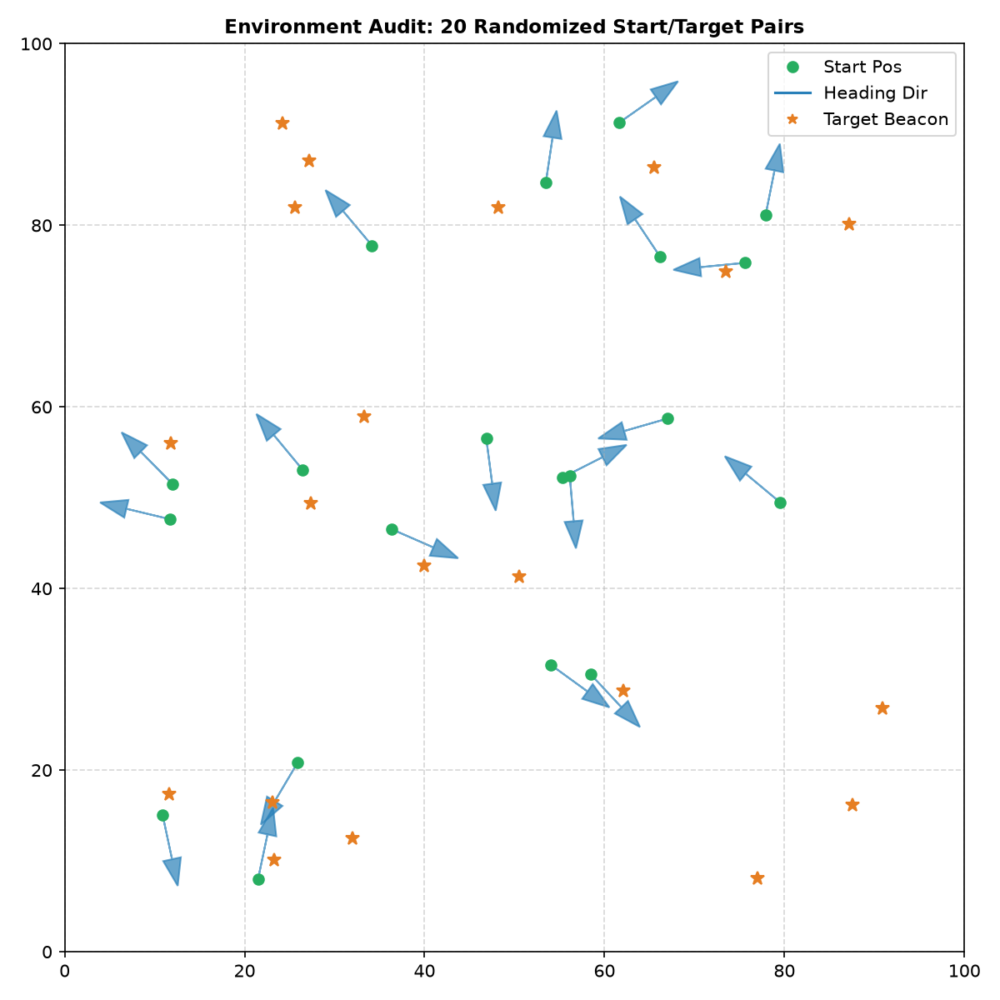 Environment Audit: 20 Randomized Start/Target Pairs
100
80
60
40
20
0
0 20 40 60 80 100
Start Pos
Heading Dir
Target Beacon